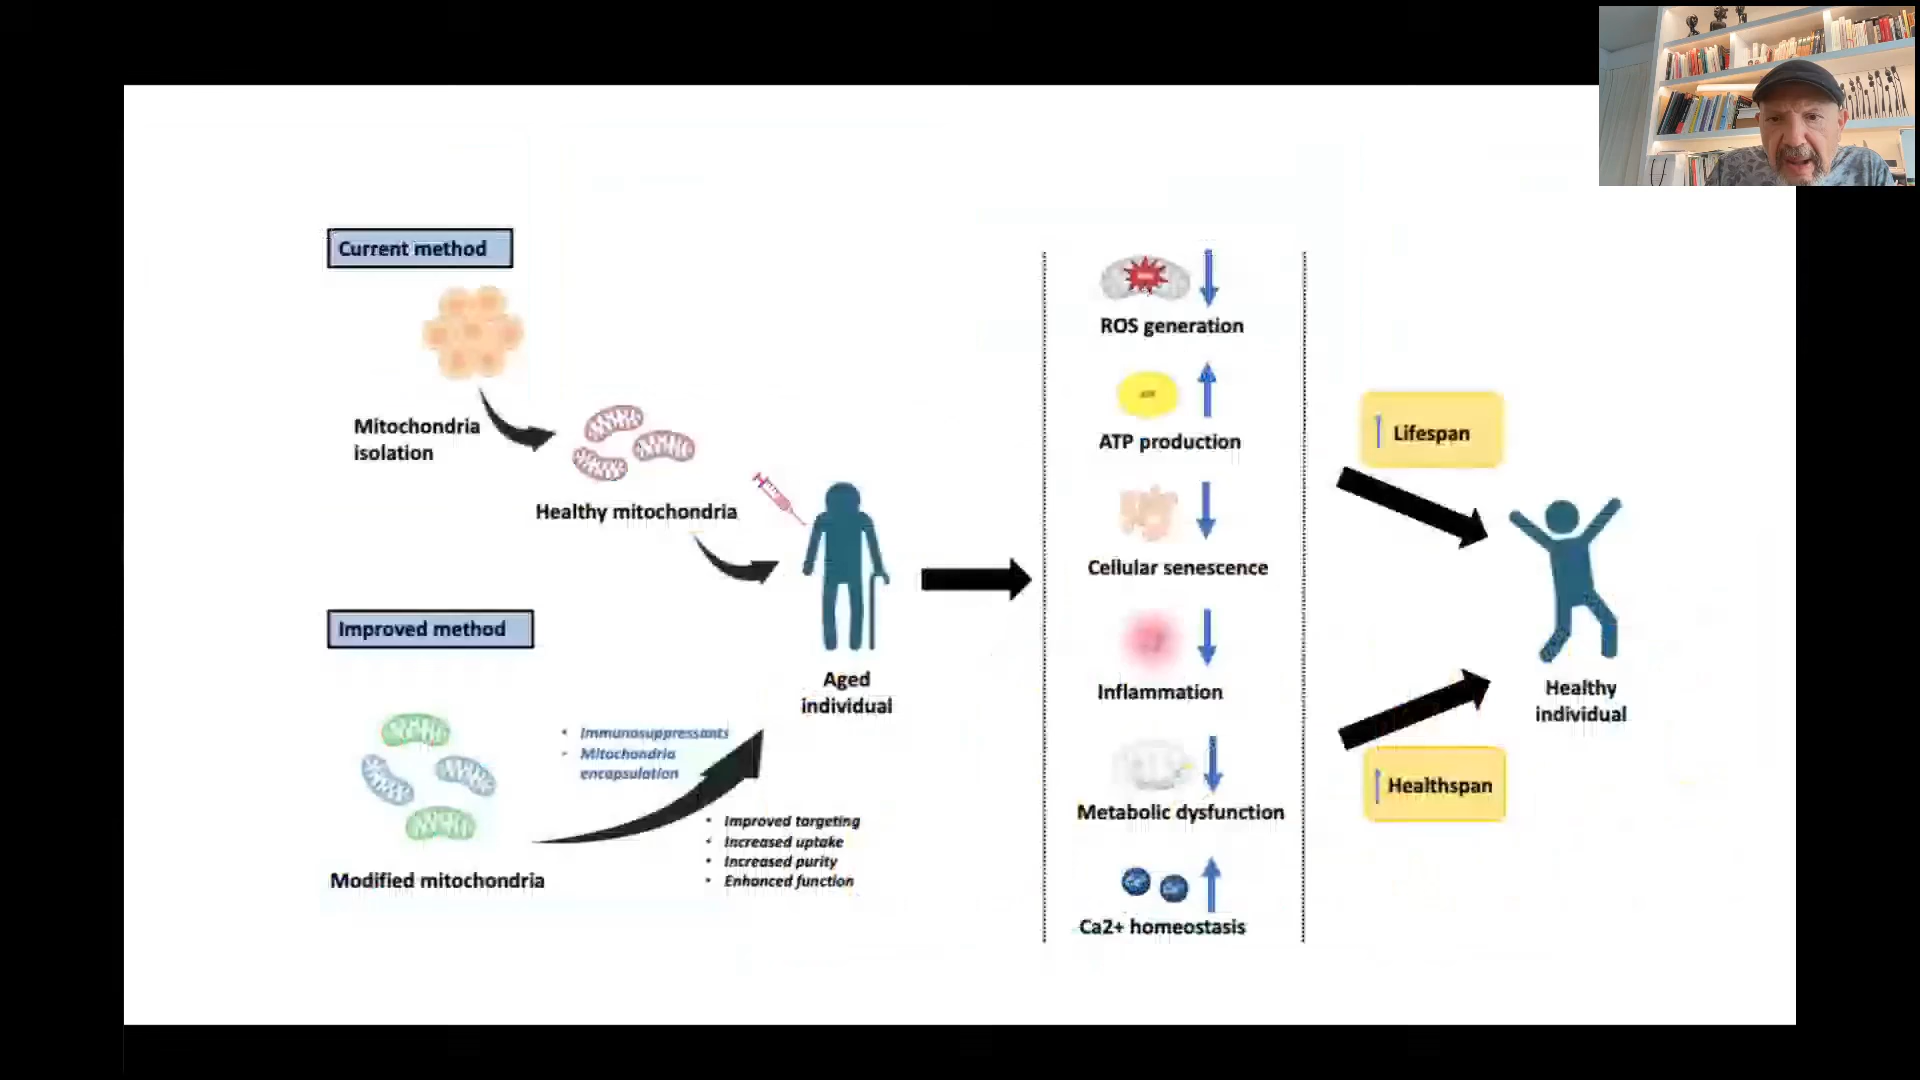 Current method
Mitochondria
isolation
Healthy mitochondria
Improved method
Modified mitochondria
• Immunosuppressants
• Mitochondria
encapsulation
• Improved targeting
• Increased uptake
• Increased purity
• Enhanced function
Aged
individual
ROS generation
ATP production
Cellular senescence
Inflammation
Metabolic dysfunction
Ca2+ homeostasis
Lifespan
Healthspan
Healthy
individual